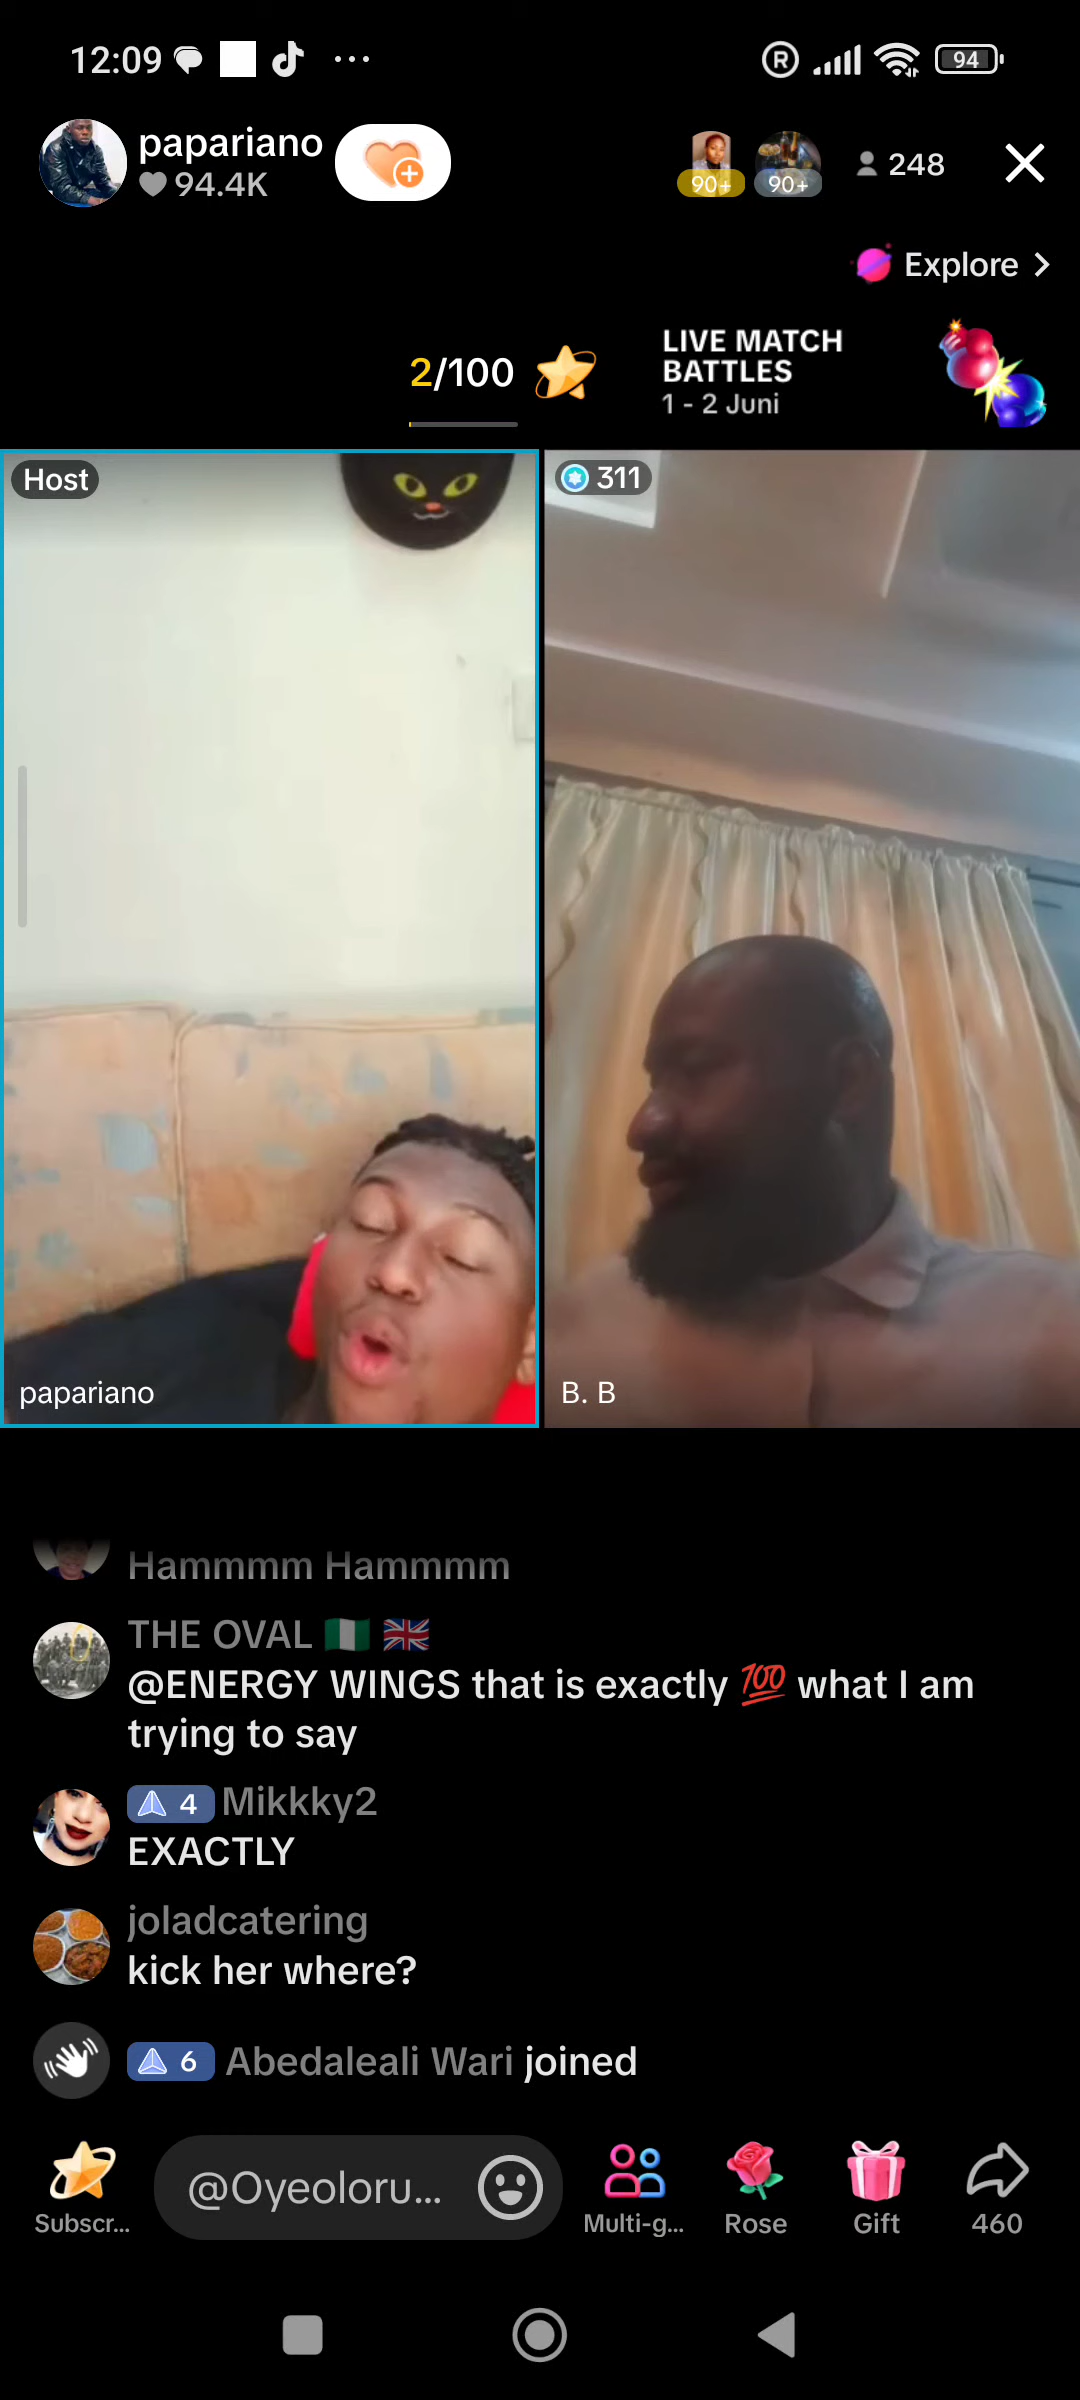 12:09
R
94
papariano
94.4K
90+
90+
248
Explore
2/100
LIVE MATCH
BATTLES
1 - 2 Juni
Host
311
papariano
B. B
Hammmm Hammmm
THE OVAL 🇳🇬 🇬🇧
@ENERGY WINGS that is exactly 💯 what I am
trying to say
4 Mikkky2
EXACTLY
joladcatering
kick her where?
6 Abedaleali Wari joined
@Oyeoloru...
Subscr...
Multi-g...
Rose
Gift
460